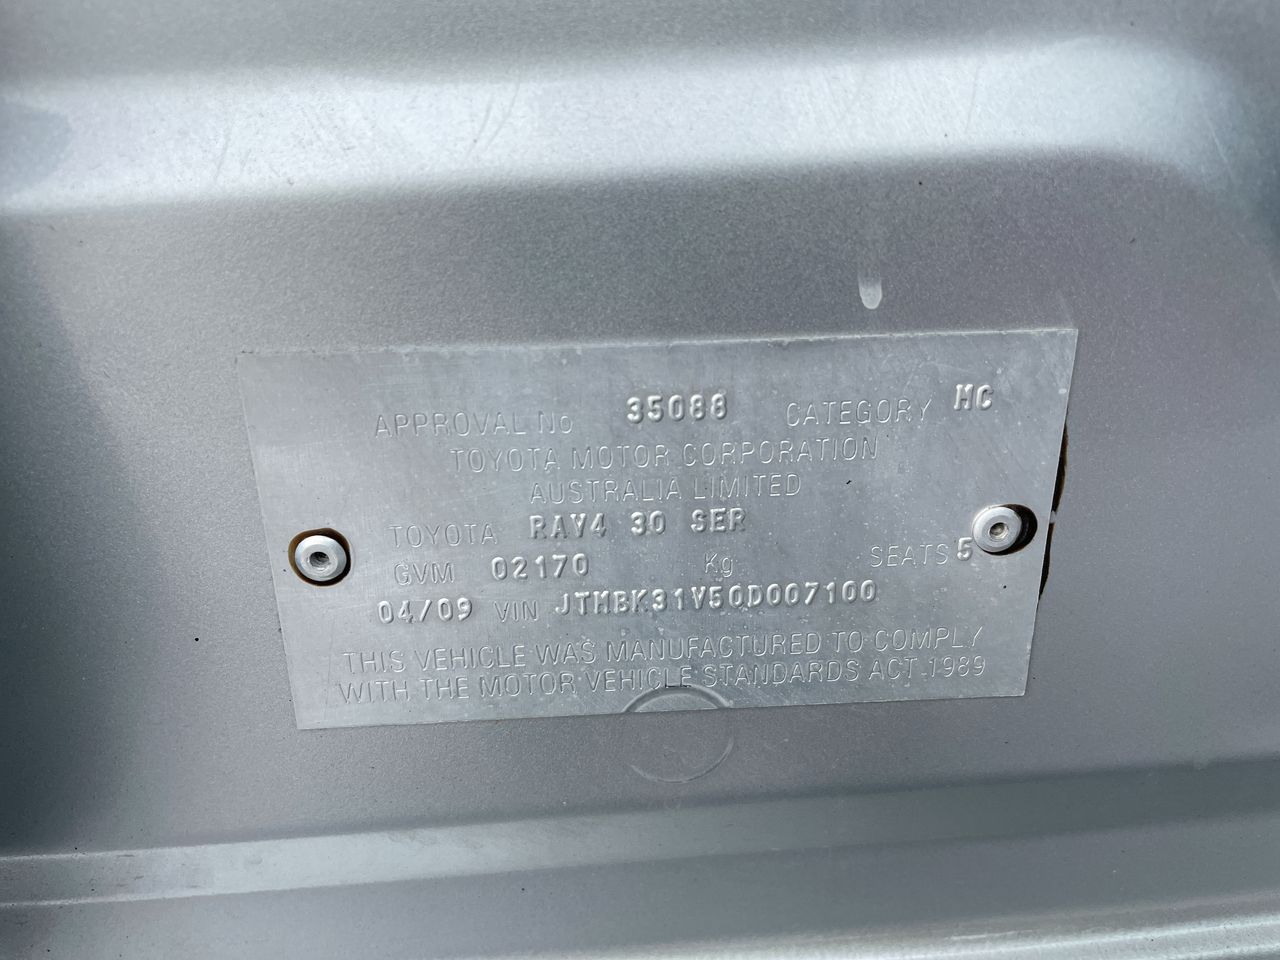 APPROVAL No 35088 CATEGORY MC
TOYOTA MOTOR CORPORATION
AUSTRALIA LIMITED
TOYOTA RAV4 30 SER
GVM 02170 Kg SEATS 5
04/09 VIN JTMBK31V50D007100
THIS VEHICLE WAS MANUFACTURED TO COMPLY
WITH THE MOTOR VEHICLE STANDARDS ACT 1989